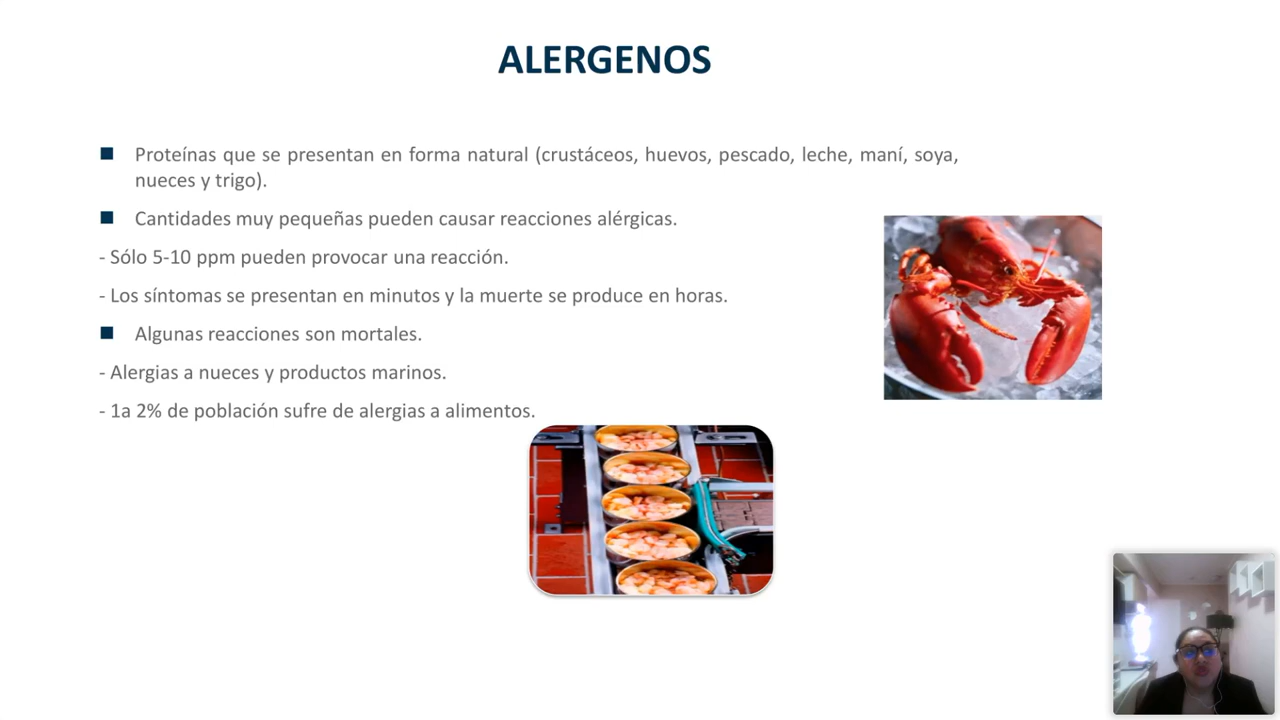 ALERGENOS
Proteínas que se presentan en forma natural (crustáceos, huevos, pescado, leche, maní, soya,
nueces y trigo).
Cantidades muy pequeñas pueden causar reacciones alérgicas.
- Sólo 5-10 ppm pueden provocar una reacción.
- Los síntomas se presentan en minutos y la muerte se produce en horas.
Algunas reacciones son mortales.
- Alergias a nueces y productos marinos.
- 1a 2% de población sufre de alergias a alimentos.